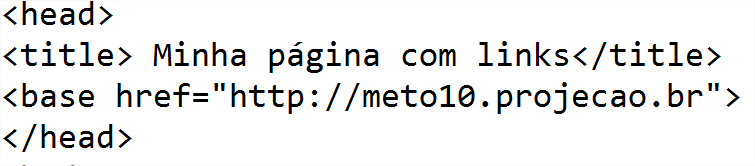 <head>
<title> Minha página com links</title>
<base href="http://meto10.projecao.br">
</head>